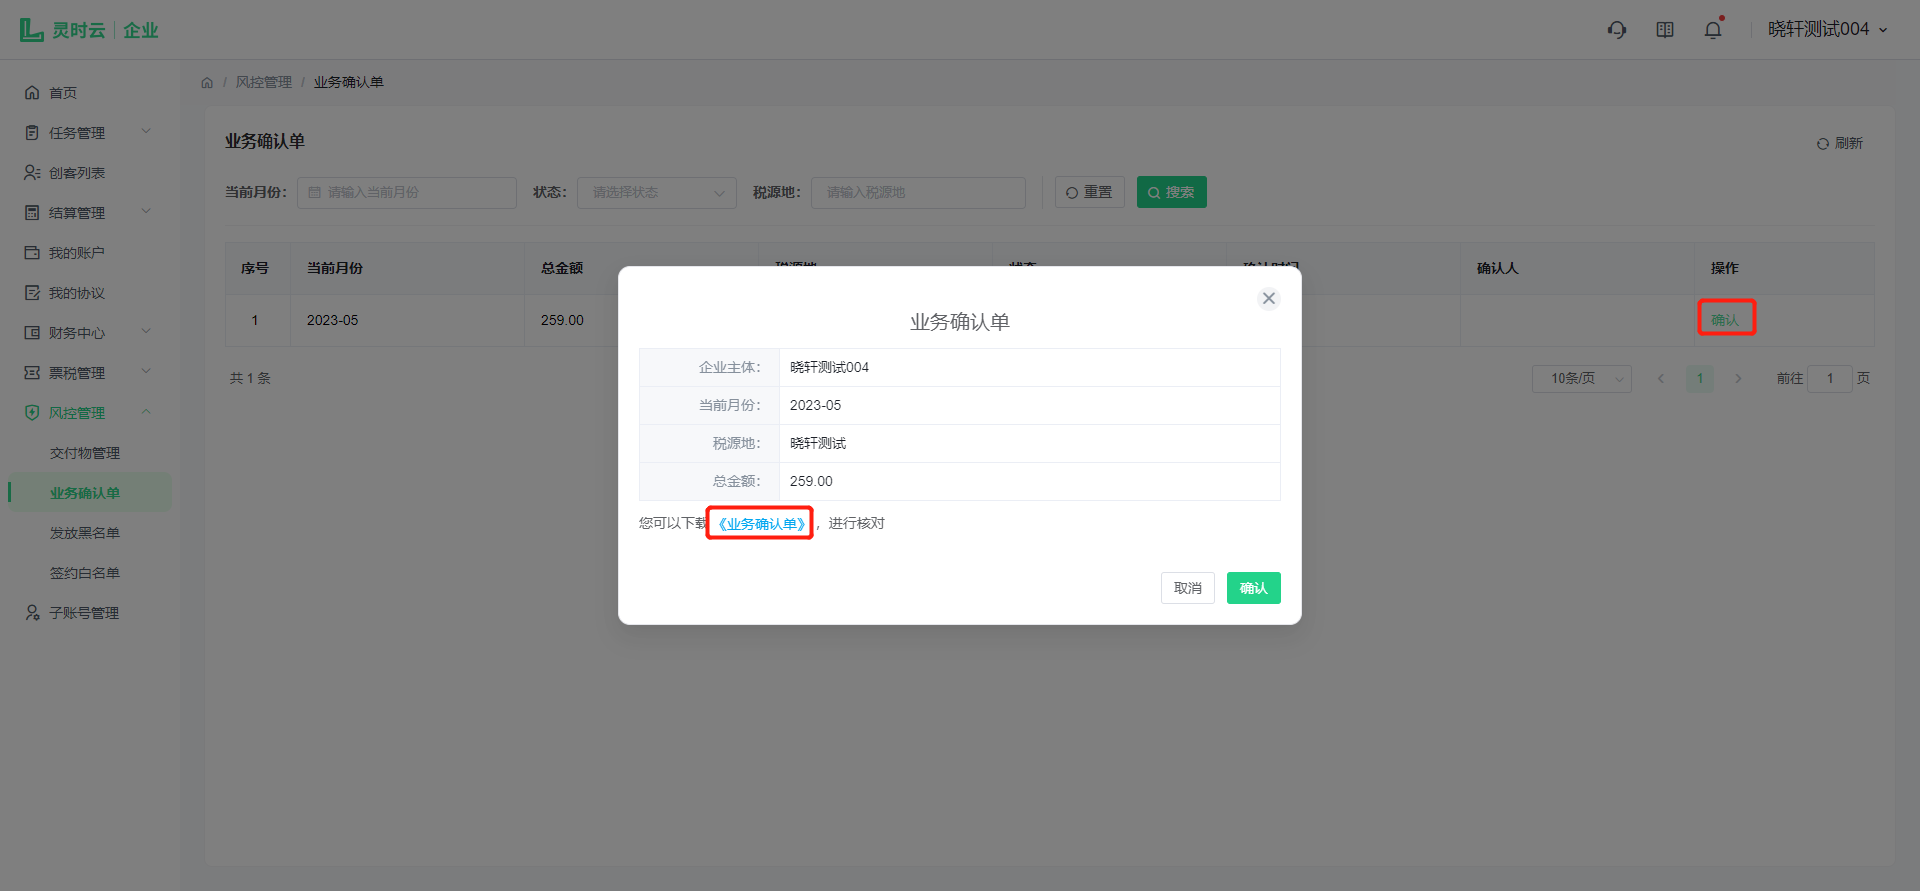 灵时云 企业
晓轩测试004
首页
任务管理
创客列表
结算管理
我的账户
我的协议
财务中心
票税管理
风控管理
交付物管理
业务确认单
发放黑名单
签约白名单
子账号管理
/ 风控管理 / 业务确认单
业务确认单
刷新
当前月份： 请输入当前月份 状态： 请选择状态 税源地： 请输入税源地 重置 搜索
序号 当前月份 总金额 税源地 状态 确认时间 确认人 操作
1 2023-05 259.00 确认
共 1 条 10条/页 1 前往 1 页
业务确认单
企业主体： 晓轩测试004
当前月份： 2023-05
税源地： 晓轩测试
总金额： 259.00
您可以下载《业务确认单》，进行核对
取消 确认